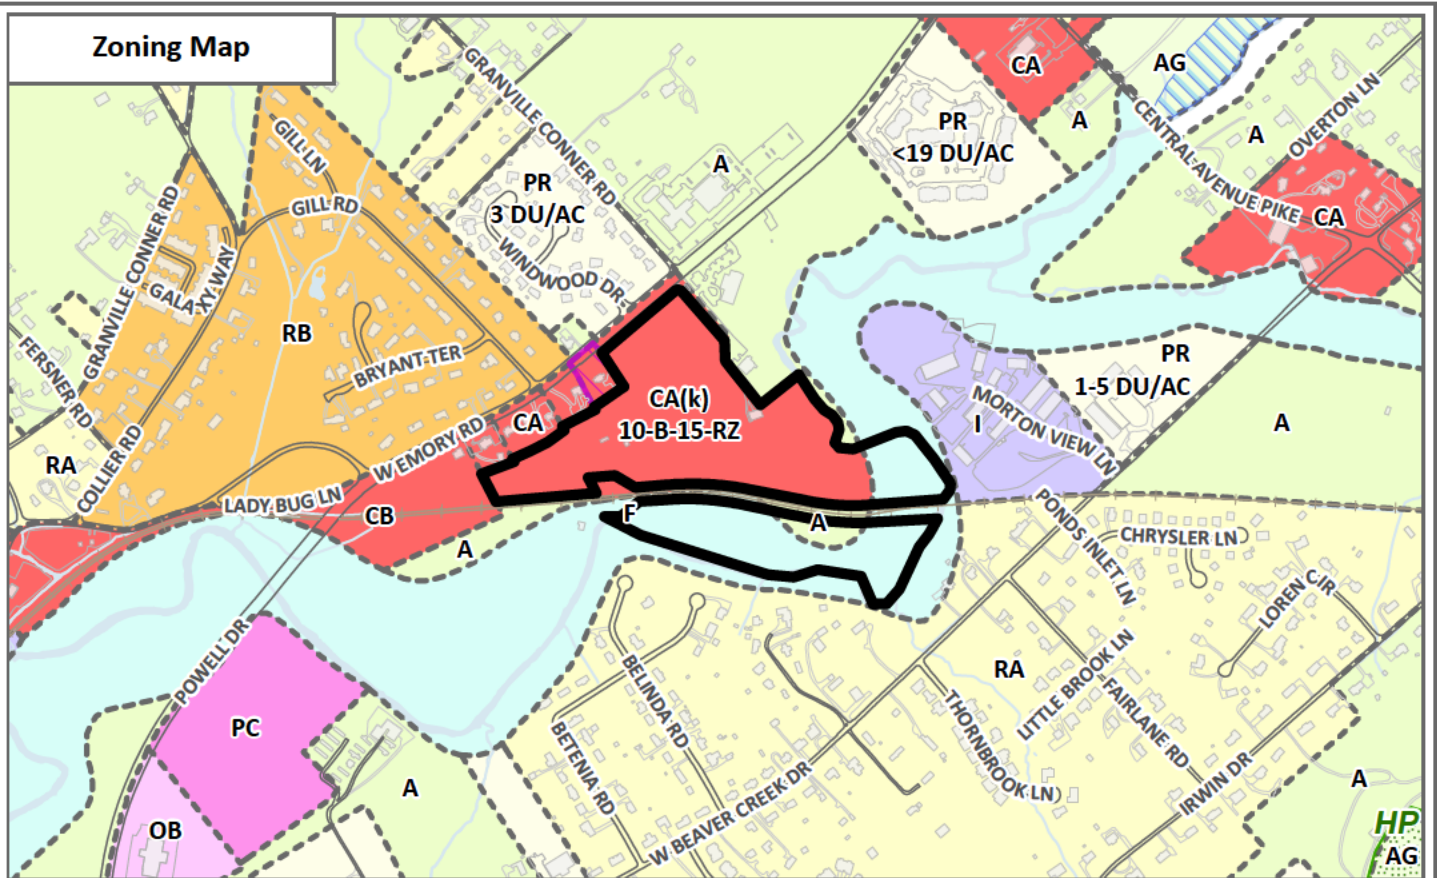 Zoning Map
GRANVILLE CONNER RD
CA
AG
CENTRAL AVENUE PIKE
OVERTON LN
A
A
PR
<19 DU/AC
A
GILL LN
GILL RD
PR
3 DU/AC
WINDWOOD DR
CA
GRANVILLE CONNER RD
GALAXY WAY
RB
BRYANT TER
FERSNER RD
COLLIER RD
RA
PR
1-5 DU/AC
CA(k)
10-B-15-RZ
CA
I
MORTON VIEW LN
A
W EMORY RD
LADY BUG LN
CB
F
A
A
PONDS INLET LN
CHRYSLER LN
LOREN CIR
POWELL DR
PC
BELINDA RD
BETENIA RD
RA
LITTLE BROOK LN
FAIRLANE RD
THORNBROOK LN
IRWIN DR
W BEAVER CREEK DR
A
A
OB
HP
AG